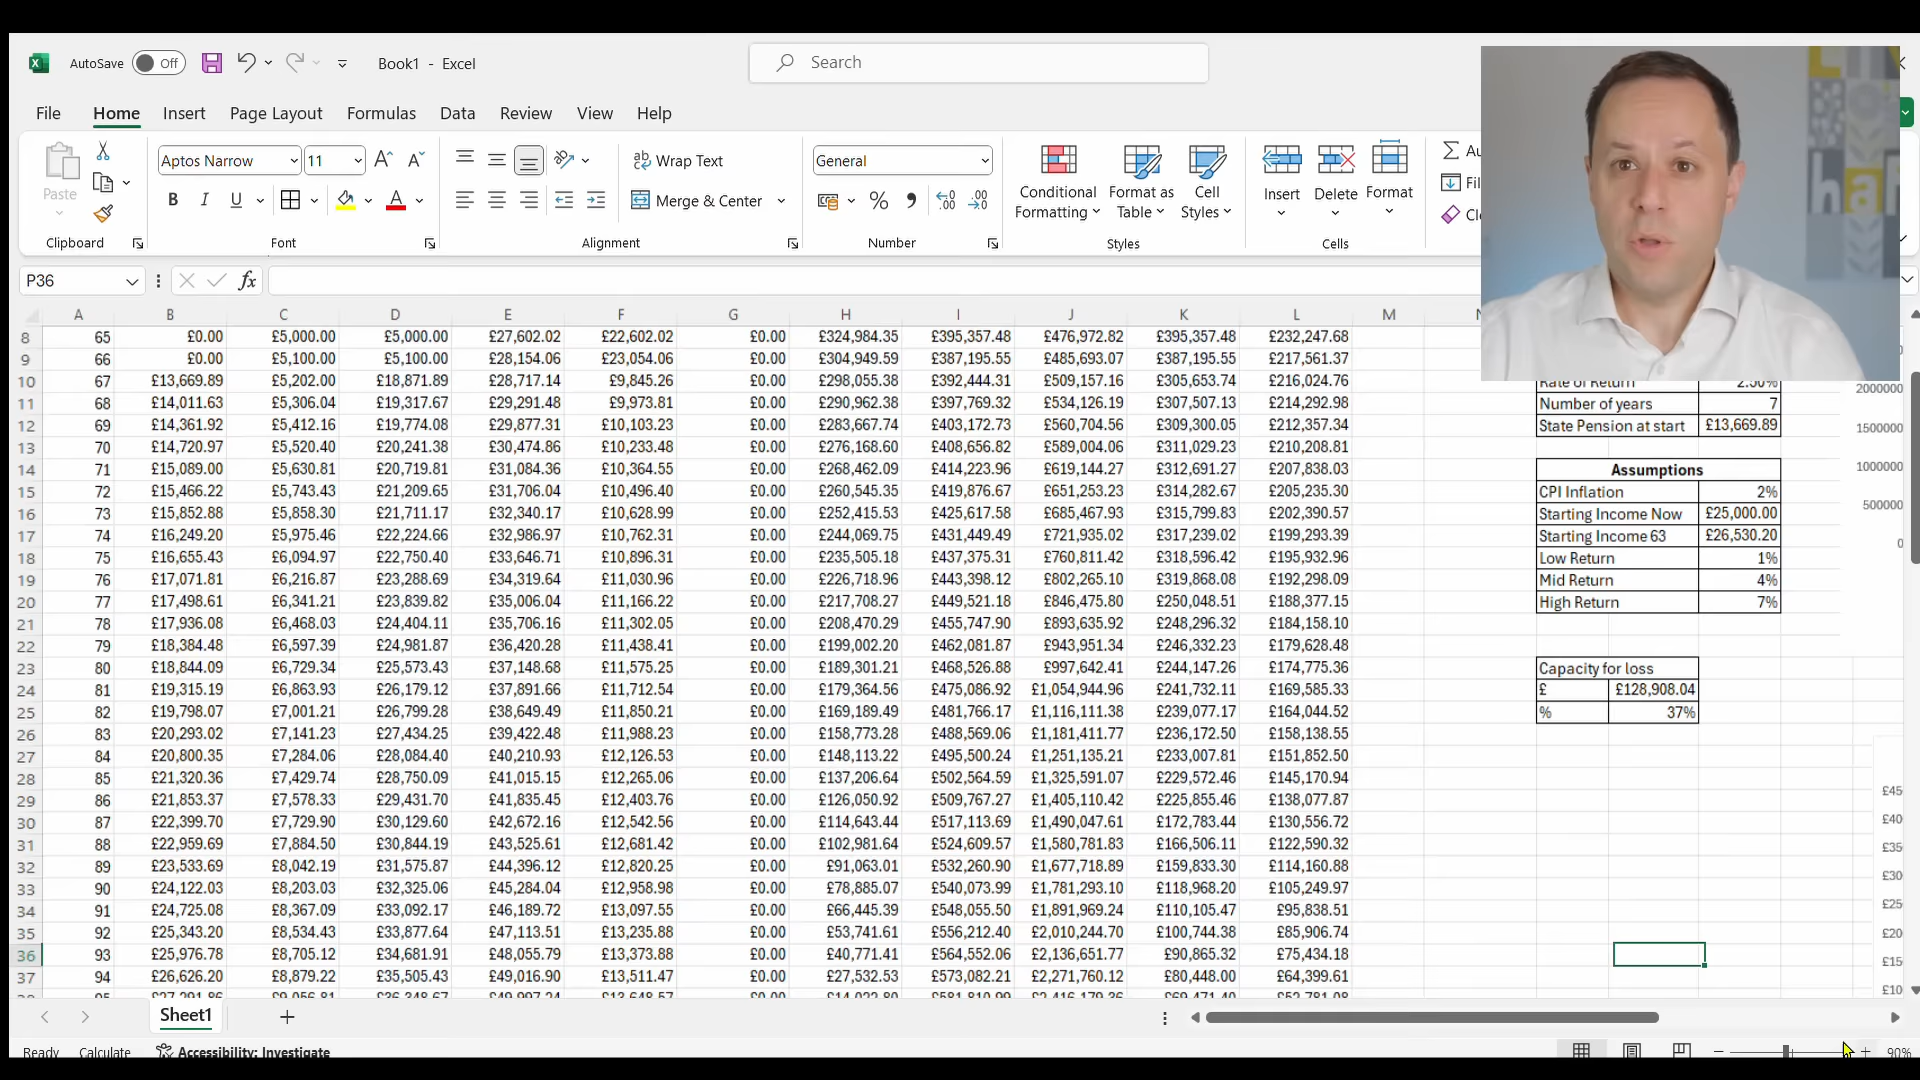 AutoSave Off Book1 - Excel Search
File Home Insert Page Layout Formulas Data Review View Help
Paste Aptos Narrow 11 Wrap Text General Conditional Formatting Format as Table Cell Styles Insert Delete Format
B I U Merge & Center % ,
Clipboard Font Alignment Number Styles Cells
P36 fx
A B C D E F G H I J K L M
8 65 £0.00 £5,000.00 £5,000.00 £27,602.02 £22,602.02 £0.00 £324,984.35 £395,357.48 £476,972.82 £395,357.48 £232,247.68
9 66 £0.00 £5,100.00 £5,100.00 £28,154.06 £23,054.06 £0.00 £304,949.59 £387,195.55 £485,693.07 £387,195.55 £217,561.37
10 67 £13,669.89 £5,202.00 £18,871.89 £28,717.14 £9,845.26 £0.00 £298,055.38 £392,444.31 £509,157.16 £305,653.74 £216,024.76 Rate of Return 2.50% 2000000
11 68 £14,011.63 £5,306.04 £19,317.67 £29,291.48 £9,973.81 £0.00 £290,962.38 £397,769.32 £534,126.19 £307,507.13 £214,292.98 Number of years 7
12 69 £14,361.92 £5,412.16 £19,774.08 £29,877.31 £10,103.23 £0.00 £283,667.74 £403,172.73 £560,704.56 £309,300.05 £212,357.34 State Pension at start £13,669.89 1500000
13 70 £14,720.97 £5,520.40 £20,241.38 £30,474.86 £10,233.48 £0.00 £276,168.60 £408,656.82 £589,004.06 £311,029.23 £210,208.81
14 71 £15,089.00 £5,630.81 £20,719.81 £31,084.36 £10,364.55 £0.00 £268,462.09 £414,223.96 £619,144.27 £312,691.27 £207,838.03 Assumptions 1000000
15 72 £15,466.22 £5,743.43 £21,209.65 £31,706.04 £10,496.40 £0.00 £260,545.35 £419,876.67 £651,253.23 £314,282.67 £205,235.30 CPI Inflation 2%
16 73 £15,852.88 £5,858.30 £21,711.17 £32,340.17 £10,628.99 £0.00 £252,415.53 £425,617.58 £685,467.93 £315,799.83 £202,390.57 Starting Income Now £25,000.00 500000
17 74 £16,249.20 £5,975.46 £22,224.66 £32,986.97 £10,762.31 £0.00 £244,069.75 £431,449.49 £721,935.02 £317,239.02 £199,293.39 Starting Income 63 £26,530.20 0
18 75 £16,655.43 £6,094.97 £22,750.40 £33,646.71 £10,896.31 £0.00 £235,505.18 £437,375.31 £760,811.42 £318,596.42 £195,932.96 Low Return 1%
19 76 £17,071.81 £6,216.87 £23,288.69 £34,319.64 £11,030.96 £0.00 £226,718.96 £443,398.12 £802,265.10 £319,868.08 £192,298.09 Mid Return 4%
20 77 £17,498.61 £6,341.21 £23,839.82 £35,006.04 £11,166.22 £0.00 £217,708.27 £449,521.18 £846,475.80 £250,048.51 £188,377.15 High Return 7%
21 78 £17,936.08 £6,468.03 £24,404.11 £35,706.16 £11,302.05 £0.00 £208,470.29 £455,747.90 £893,635.92 £248,296.32 £184,158.10
22 79 £18,384.48 £6,597.39 £24,981.87 £36,420.28 £11,438.41 £0.00 £199,002.20 £462,081.87 £943,951.34 £246,332.23 £179,628.48
23 80 £18,844.09 £6,729.34 £25,573.43 £37,148.68 £11,575.25 £0.00 £189,301.21 £468,526.88 £997,642.41 £244,147.26 £174,775.36 Capacity for loss
24 81 £19,315.19 £6,863.93 £26,179.12 £37,891.66 £11,712.54 £0.00 £179,364.56 £475,086.92 £1,054,944.96 £241,732.11 £169,585.33 £ £128,908.04
25 82 £19,798.07 £7,001.21 £26,799.28 £38,649.49 £11,850.21 £0.00 £169,189.49 £481,766.17 £1,116,111.38 £239,077.17 £164,044.52 % 37%
26 83 £20,293.02 £7,141.23 £27,434.25 £39,422.48 £11,988.23 £0.00 £158,773.28 £488,569.06 £1,181,411.77 £236,172.50 £158,138.55
27 84 £20,800.35 £7,284.06 £28,084.40 £40,210.93 £12,126.53 £0.00 £148,113.22 £495,500.24 £1,251,135.21 £233,007.81 £151,852.50
28 85 £21,320.36 £7,429.74 £28,750.09 £41,015.15 £12,265.06 £0.00 £137,206.64 £502,564.59 £1,325,591.07 £229,572.46 £145,170.94
29 86 £21,853.37 £7,578.33 £29,431.70 £41,835.45 £12,403.76 £0.00 £126,050.92 £509,767.27 £1,405,110.42 £225,855.46 £138,077.87
30 87 £22,399.70 £7,729.90 £30,129.60 £42,672.16 £12,542.56 £0.00 £114,643.44 £517,113.69 £1,490,047.61 £172,783.44 £130,556.72
31 88 £22,959.69 £7,884.50 £30,844.19 £43,525.61 £12,681.42 £0.00 £102,981.64 £524,609.57 £1,580,781.83 £166,506.11 £122,590.32
32 89 £23,533.69 £8,042.19 £31,575.87 £44,396.12 £12,820.25 £0.00 £91,063.01 £532,260.90 £1,677,718.89 £159,833.30 £114,160.88
33 90 £24,122.03 £8,203.03 £32,325.06 £45,284.04 £12,958.98 £0.00 £78,885.07 £540,073.99 £1,781,293.10 £118,968.20 £105,249.97
34 91 £24,725.08 £8,367.09 £33,092.17 £46,189.72 £13,097.55 £0.00 £66,445.39 £548,055.50 £1,891,969.24 £110,105.47 £95,838.51
35 92 £25,343.20 £8,534.43 £33,877.64 £47,113.51 £13,235.88 £0.00 £53,741.61 £556,212.40 £2,010,244.70 £100,744.38 £85,906.74
36 93 £25,976.78 £8,705.12 £34,681.91 £48,055.79 £13,373.88 £0.00 £40,771.41 £564,552.06 £2,136,651.77 £90,865.32 £75,434.18
37 94 £26,626.20 £8,879.22 £35,505.43 £49,016.90 £13,511.47 £0.00 £27,532.53 £573,082.21 £2,271,760.12 £80,448.00 £64,399.61
Sheet1
Ready Calculate Accessibility: Investigate 90%